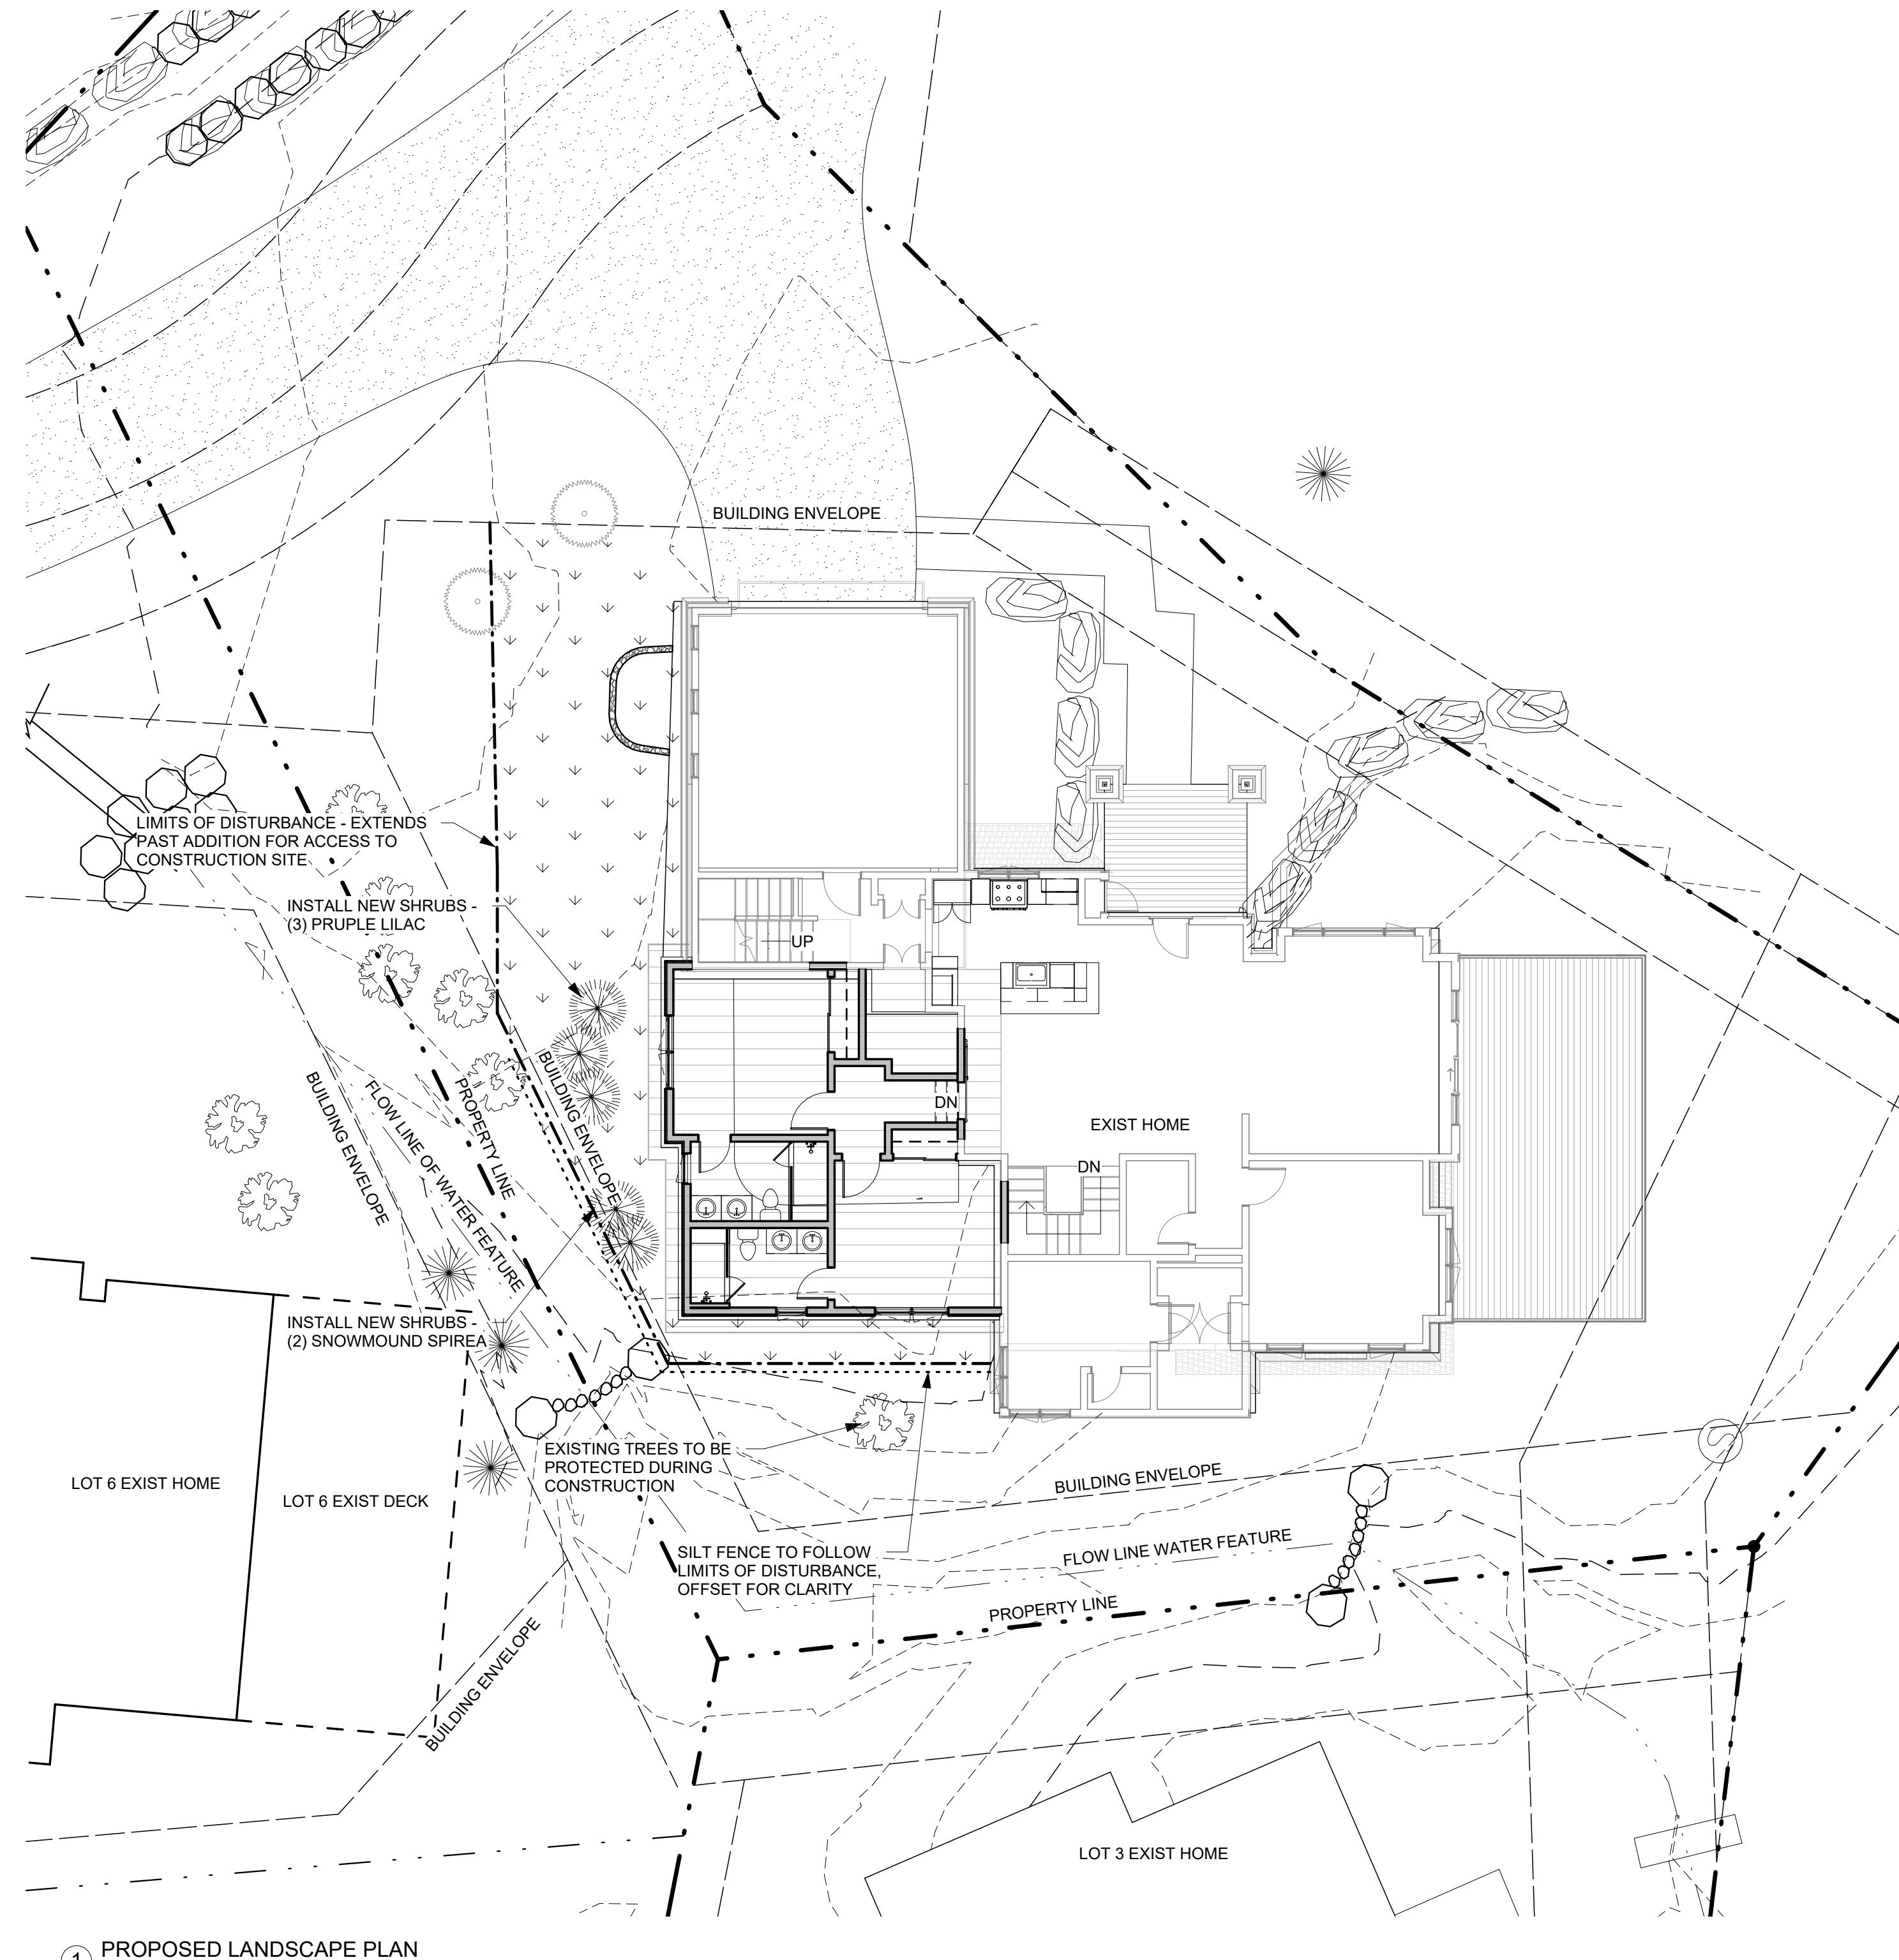 BUILDING ENVELOPE
LIMITS OF DISTURBANCE - EXTENDS
PAST ADDITION FOR ACCESS TO
CONSTRUCTION SITE
INSTALL NEW SHRUBS -
(3) PRUPLE LILAC
UP
BUILDING ENVELOPE
FLOW LINE OF WATER FEATURE
PROPERTY LINE
BUILDING ENVELOPE
DN
EXIST HOME
DN
INSTALL NEW SHRUBS -
(2) SNOWMOUND SPIREA
EXISTING TREES TO BE
PROTECTED DURING
CONSTRUCTION
LOT 6 EXIST HOME
LOT 6 EXIST DECK
BUILDING ENVELOPE
SILT FENCE TO FOLLOW
LIMITS OF DISTURBANCE,
OFFSET FOR CLARITY
FLOW LINE WATER FEATURE
PROPERTY LINE
BUILDING ENVELOPE
LOT 3 EXIST HOME
1
PROPOSED LANDSCAPE PLAN